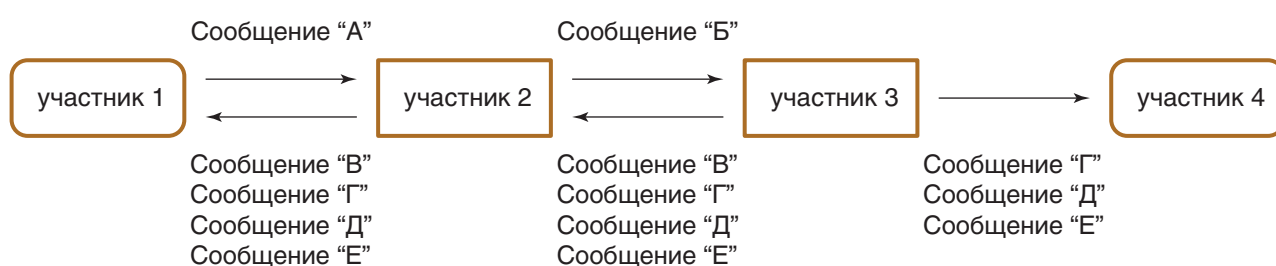 Сообщение “А”
Сообщение “Б”
участник 1
участник 2
участник 3
участник 4
Сообщение “В”
Сообщение “Г”
Сообщение “Д”
Сообщение “Е”
Сообщение “В”
Сообщение “Г”
Сообщение “Д”
Сообщение “Е”
Сообщение “Г”
Сообщение “Д”
Сообщение “Е”